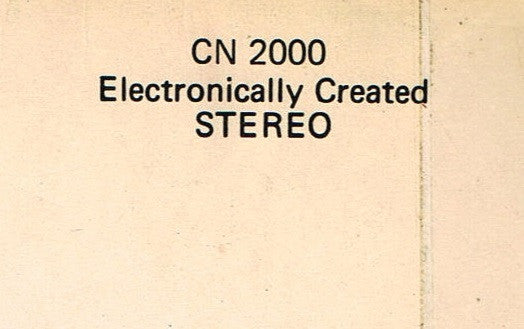 CN 2000
Electronically Created
STEREO